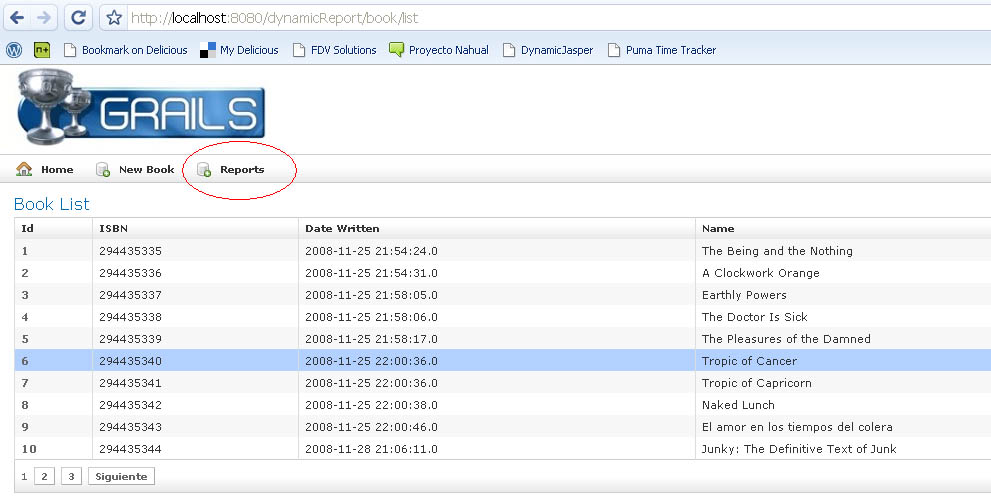 http://localhost:8080/dynamicReport/book/list
n+ Bookmark on Delicious My Delicious FDV Solutions Proyecto Nahual DynamicJasper Puma Time Tracker
GRAILS
Home New Book Reports
Book List
Id ISBN Date Written Name
1 294435335 2008-11-25 21:54:24.0 The Being and the Nothing
2 294435336 2008-11-25 21:54:31.0 A Clockwork Orange
3 294435337 2008-11-25 21:58:05.0 Earthly Powers
4 294435338 2008-11-25 21:58:06.0 The Doctor Is Sick
5 294435339 2008-11-25 21:58:17.0 The Pleasures of the Damned
6 294435340 2008-11-25 22:00:36.0 Tropic of Cancer
7 294435341 2008-11-25 22:00:36.0 Tropic of Capricorn
8 294435342 2008-11-25 22:00:38.0 Naked Lunch
9 294435343 2008-11-25 22:00:46.0 El amor en los tiempos del colera
10 294435344 2008-11-28 21:06:11.0 Junky: The Definitive Text of Junk
1 2 3 Siguiente